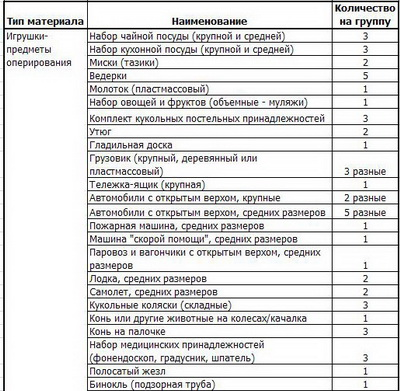 Тип материала Наименование Количество на группу
Игрушки-предметы оперирования
Набор чайной посуды (крупной и средней) 3
Набор кухонной посуды (крупной и средней) 3
Миски (тазики) 2
Ведерки 5
Молоток (пластмассовый) 1
Набор овощей и фруктов (объемные - муляжи) 1
Комплект кукольных постельных принадлежностей 3
Утюг 2
Гладильная доска 1
Грузовик (крупный, деревянный или
пластмассовый) 3 разные
Тележка-ящик (крупная) 1
Автомобили с открытым верхом, крупные 2 разные
Автомобили с открытым верхом, средних размеров 5 разные
Пожарная машина, средних размеров 1
Машина "скорой помощи", средних размеров 1
Паровоз и вагончики с открытым верхом, средних
размеров 1
Лодка, средних размеров 2
Самолет, средних размеров 2
Кукольные коляски (складные) 3
Конь или другие животные на колесах/качалка 1
Конь на палочке 3
Набор медицинских принадлежностей
(фонендоскоп, градусник, шпатель) 3
Полосатый жезл 1
Бинокль (подзорная труба) 1